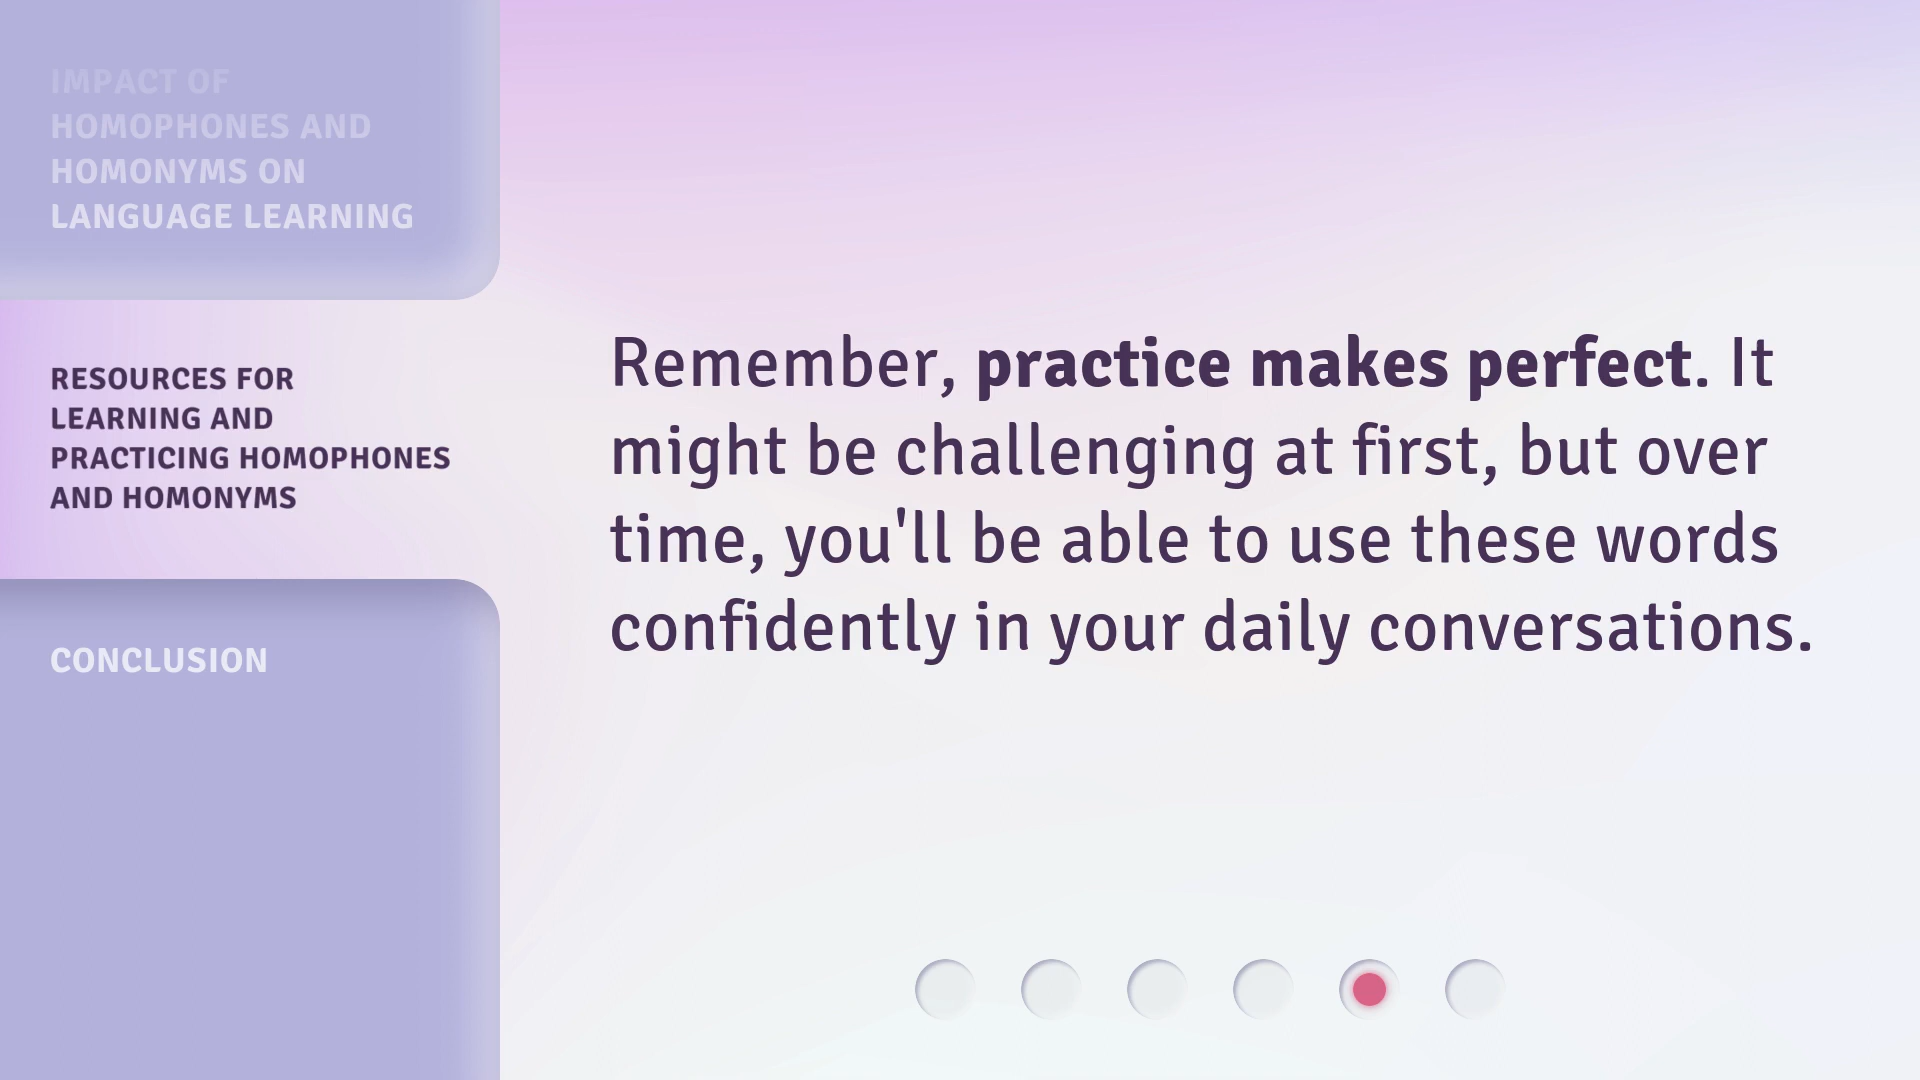 IMPACT OF
HOMOPHONES AND
HOMONYMS ON
LANGUAGE LEARNING
RESOURCES FOR
LEARNING AND
PRACTICING HOMOPHONES
AND HOMONYMS
CONCLUSION
Remember, practice makes perfect. It
might be challenging at first, but over
time, you'll be able to use these words
confidently in your daily conversations.